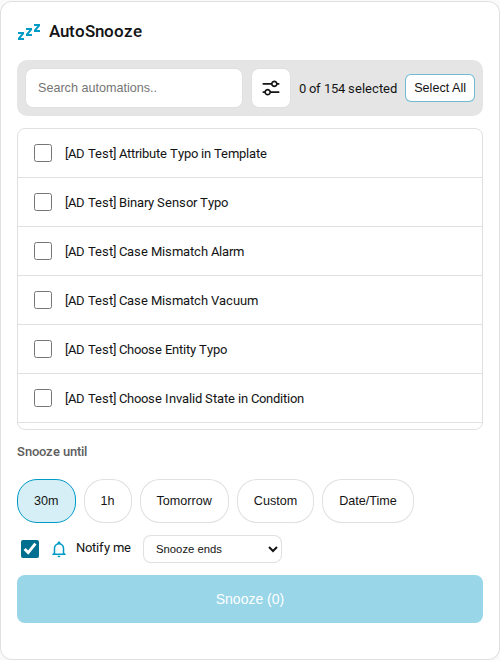 zzz AutoSnooze
Search automations..
0 of 154 selected
Select All
[AD Test] Attribute Typo in Template
[AD Test] Binary Sensor Typo
[AD Test] Case Mismatch Alarm
[AD Test] Case Mismatch Vacuum
[AD Test] Choose Entity Typo
[AD Test] Choose Invalid State in Condition
Snooze until
30m 1h Tomorrow Custom Date/Time
Notify me Snooze ends
Snooze (0)